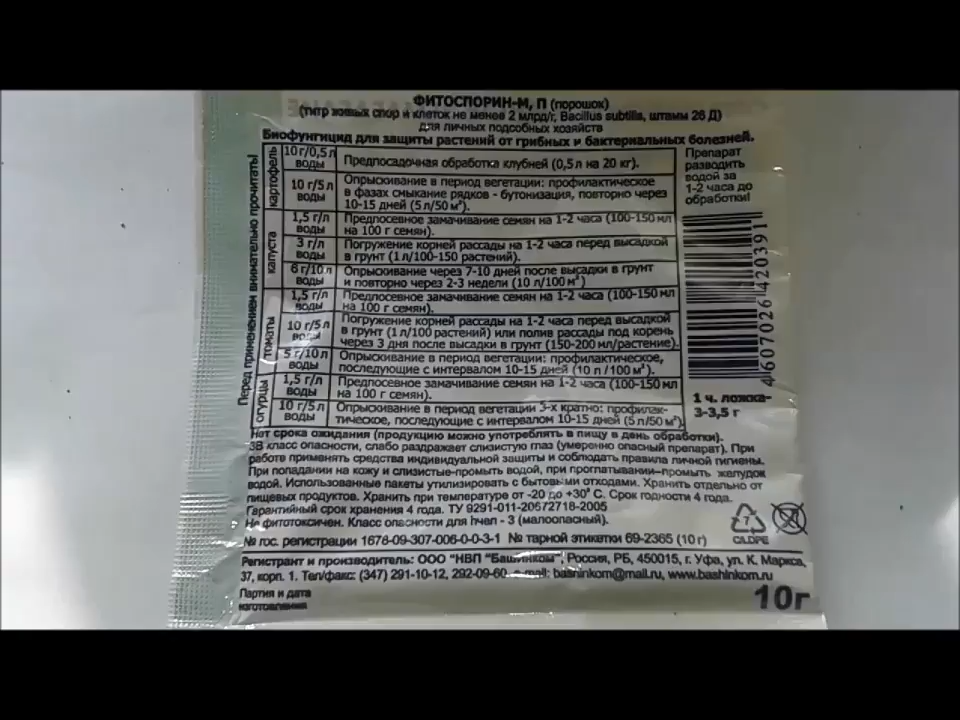 ФИТОСПОРИН-М, П (порошок)
(титр живых спор и клеток не менее 2 млрд/г, Bacillus subtilis, штамм 26 Д)
для личных подсобных хозяйств
Биофунгицид для защиты растений от грибных и бактериальных болезней.
Перед применением внимательно прочитать!
картофель
10 г/0,5 л
воды
Предпосадочная обработка клубней (0,5 л на 20 кг).
10 г/5 л
воды
Опрыскивание в период вегетации: профилактическое
в фазах смыкание рядков - бутонизация, повторно через
10-15 дней (5 л/50 м²).
капуста
1,5 г/л
воды
Предпосевное замачивание семян на 1-2 часа (100-150 мл
на 100 г семян).
3 г/л
воды
Погружение корней рассады на 1-2 часа перед высадкой
в грунт (1 л/100-150 растений).
6 г/10 л
воды
Опрыскивание через 7-10 дней после высадки в грунт
и повторно через 2-3 недели (10 л/100 м²)
томаты
1,5 г/л
воды
Предпосевное замачивание семян на 1-2 часа (100-150 мл
на 100 г семян).
10 г/5 л
воды
Погружение корней рассады на 1-2 часа перед высадкой
в грунт (1 л/100 растений) или полив рассады под корень
через 3 дня после высадки в грунт (150-200 мл/растение).
5 г/10 л
воды
Опрыскивание в период вегетации: профилактическое,
последующие с интервалом 10-15 дней (10 л/100 м²).
огурцы
1,5 г/л
воды
Предпосевное замачивание семян на 1-2 часа (100-150 мл
на 100 г семян).
10 г/5 л
воды
Опрыскивание в период вегетации 3-х кратно: профилак-
тическое, последующие с интервалом 10-15 дней (5 л/50 м²).
Препарат
разводить
водой за
1-2 часа до
обработки!
4 607026 420391
1 ч. ложка-
3-3,5 г
Нет срока ожидания (продукцию можно употреблять в пищу в день обработки).
3В класс опасности, слабо раздражает слизистую глаз (умеренно опасный препарат). При
работе применять средства индивидуальной защиты и соблюдать правила личной гигиены.
При попадании на кожу и слизистые-промыть водой, при проглатывании-промыть желудок
водой. Использованные пакеты утилизировать с бытовыми отходами. Хранить отдельно от
пищевых продуктов. Хранить при температуре от -20 до +30° С. Срок годности 4 года.
Гарантийный срок хранения 4 года. ТУ 9291-011-20672718-2005
Не фитотоксичен. Класс опасности для пчел - 3 (малоопасный).
№ гос. регистрации 1678-09-307-006-0-0-3-1 № тарной этикетки 69-2365 (10 г)
7
C/LDPE
Регистрант и производитель: ООО "НВП "Башинком", Россия, РБ, 450015, г. Уфа, ул. К. Маркса,
37, корп. 1. Тел/факс: (347) 291-10-12, 292-09-60 e-mail: bashinkom@mail.ru, www.bashinkom.ru
Партия и дата
изготовления
10г